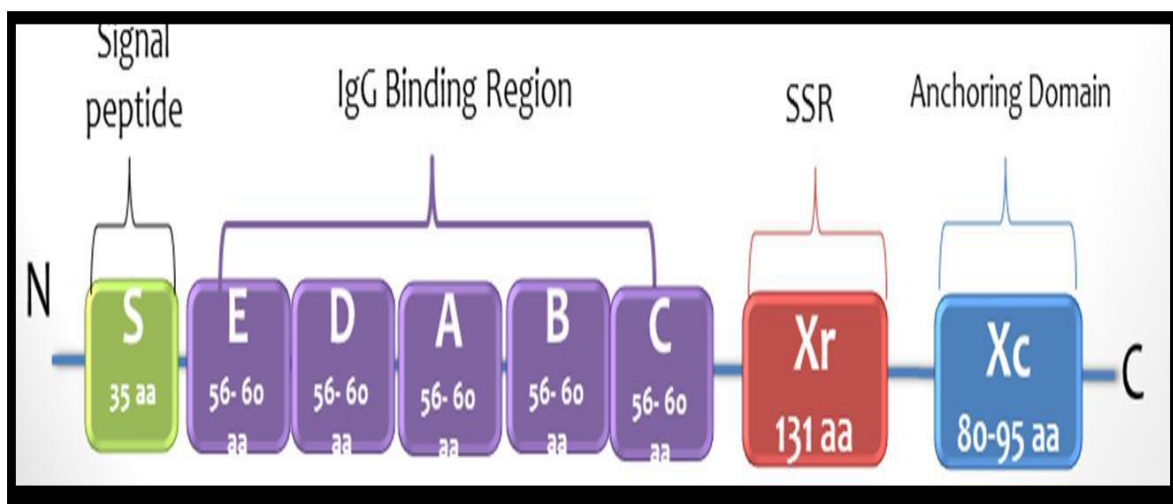 Signal
peptide
IgG Binding Region
SSR
Anchoring Domain
N
S
35 aa
E
56- 60
aa
D
56- 60
aa
A
56- 60
aa
B
56- 60
aa
C
56- 60
aa
Xr
131 aa
Xc
80-95 aa
C